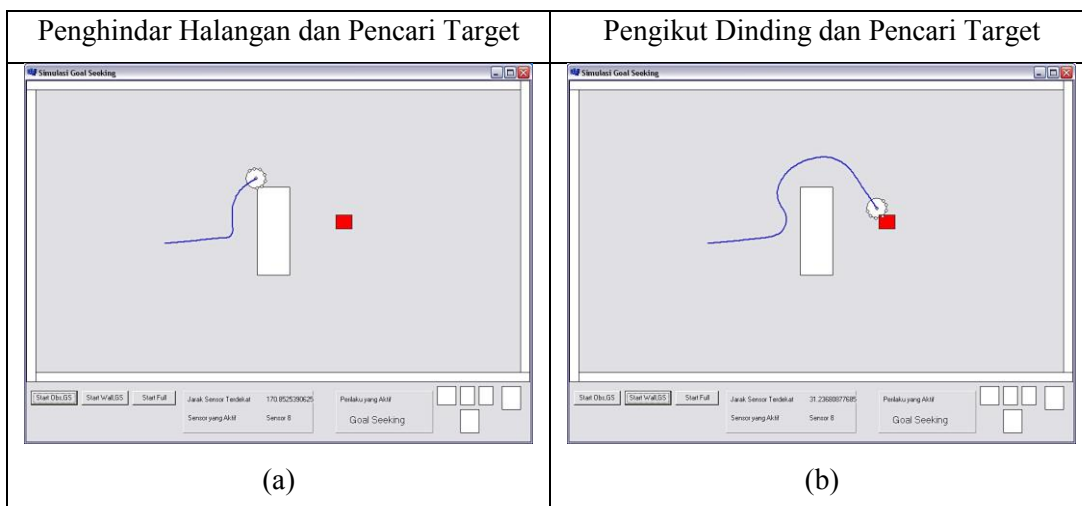 Penghindar Halangan dan Pencari Target
Pengikut Dinding dan Pencari Target
Simulasi Goal Seeking
Start Obs,GS
Start Wall,GS
Start Full
Jarak Sensor Terdekat
170.8525390625
Sensor yang Aktif
Sensor 8
Perilaku yang Aktif
Goal Seeking
Simulasi Goal Seeking
Start Obs,GS
Start Wall,GS
Start Full
Jarak Sensor Terdekat
31.23680877685
Sensor yang Aktif
Sensor 8
Perilaku yang Aktif
Goal Seeking
(a)
(b)